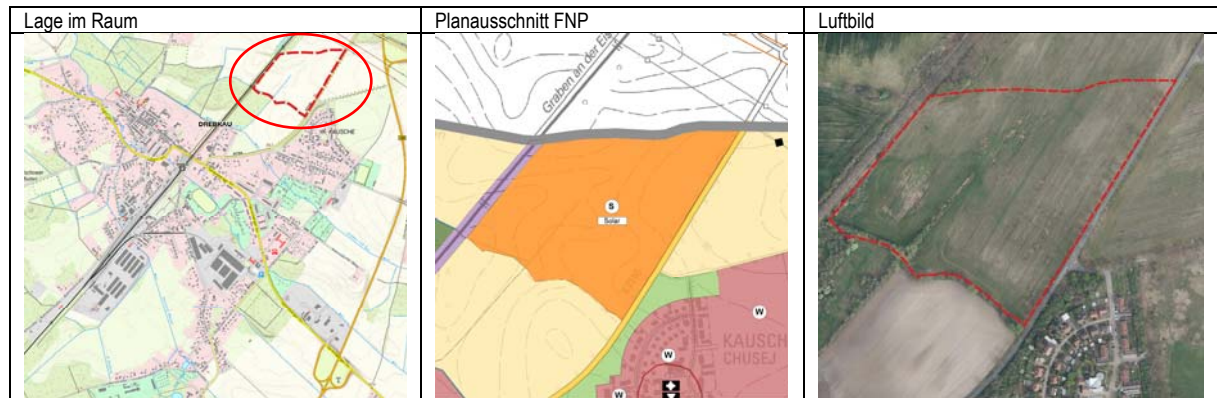 Lage im Raum
Planausschnitt FNP
Luftbild
DREBKAU
KAUSCHE
Graben an der Eis
S
Solar
W
KAUSCH
CHUSEJ
W
W
W